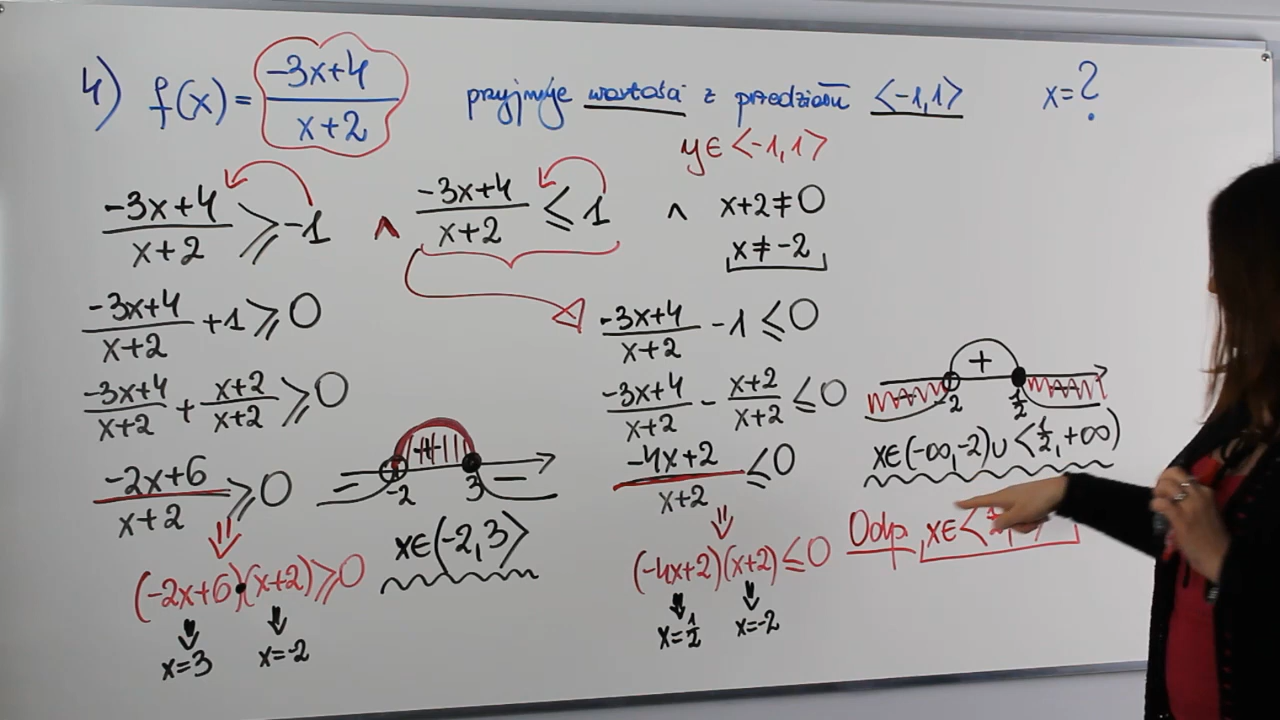 4) f(x) = (-3x+4)/(x+2) przyjmuje wartości z przedziału <-1,1> x=?
y∈<-1,1>
(-3x+4)/(x+2) ⩾ -1 ∧ (-3x+4)/(x+2) ≤ 1 ∧ x+2≠0
x≠-2
(-3x+4)/(x+2) + 1 ⩾ 0
(-3x+4)/(x+2) + (x+2)/(x+2) ⩾ 0
(-2x+6)/(x+2) ⩾ 0
(-2x+6)·(x+2) ⩾ 0
x=3 x=-2
- + -
-2 3
x∈(-2,3>
(-3x+4)/(x+2) - 1 ≤ 0
(-3x+4)/(x+2) - (x+2)/(x+2) ≤ 0
(-4x+2)/(x+2) ≤ 0
(-4x+2)(x+2) ≤ 0
x=1/2 x=-2
- + -
-2 1/2
x∈(-∞,-2)∪<1/2,+∞)
Odp. x∈<